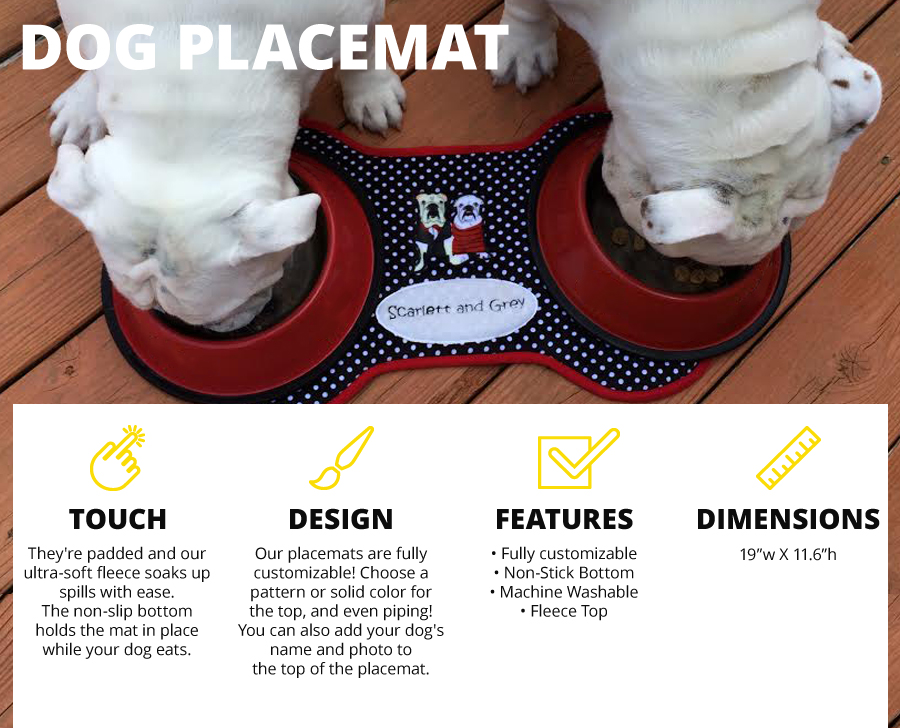 DOG PLACEMAT
Scarlett and Grey
TOUCH
They're padded and our
ultra-soft fleece soaks up
spills with ease.
The non-slip bottom
holds the mat in place
while your dog eats.
DESIGN
Our placemats are fully
customizable! Choose a
pattern or solid color for
the top, and even piping!
You can also add your dog's
name and photo to
the top of the placemat.
FEATURES
• Fully customizable
• Non-Stick Bottom
• Machine Washable
• Fleece Top
DIMENSIONS
19”w X 11.6”h